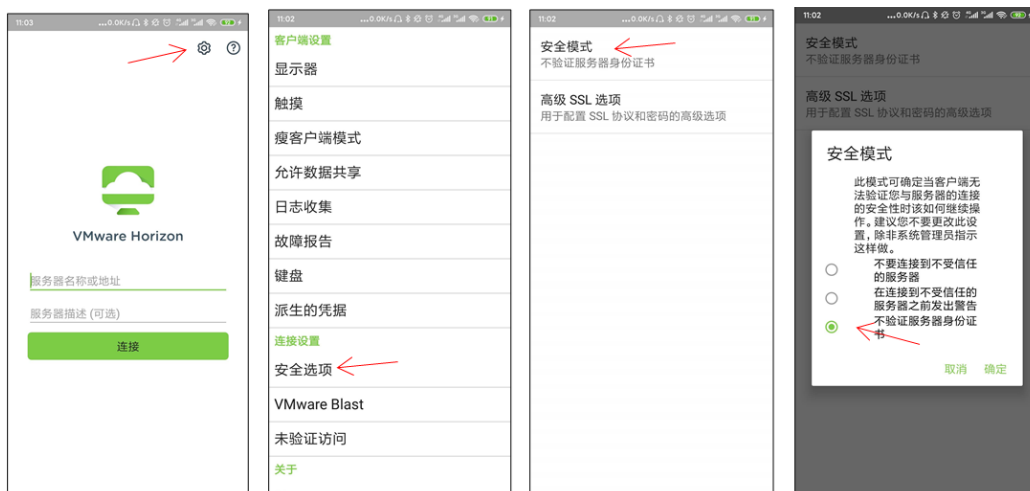 11:03
...0.0K/s
VMware Horizon
服务器名称或地址
服务器描述 (可选)
连接
11:02
...0.0K/s
客户端设置
显示器
触摸
瘦客户端模式
允许数据共享
日志收集
故障报告
键盘
派生的凭据
连接设置
安全选项
VMware Blast
未验证访问
关于
11:02
...0.0K/s
安全模式
不验证服务器身份证书
高级 SSL 选项
用于配置 SSL 协议和密码的高级选项
11:02
...0.0K/s
安全模式
不验证服务器身份证书
高级 SSL 选项
用于配置 SSL 协议和密码的高级选项
安全模式
此模式可确定当客户端无
法验证您与服务器的连接
的安全性时该如何继续操
作。建议您不要更改此设
置，除非系统管理员指示
这样做。
不要连接到不受信任
的服务器
在连接到不受信任的
服务器之前发出警告
不验证服务器身份证
书
取消 确定